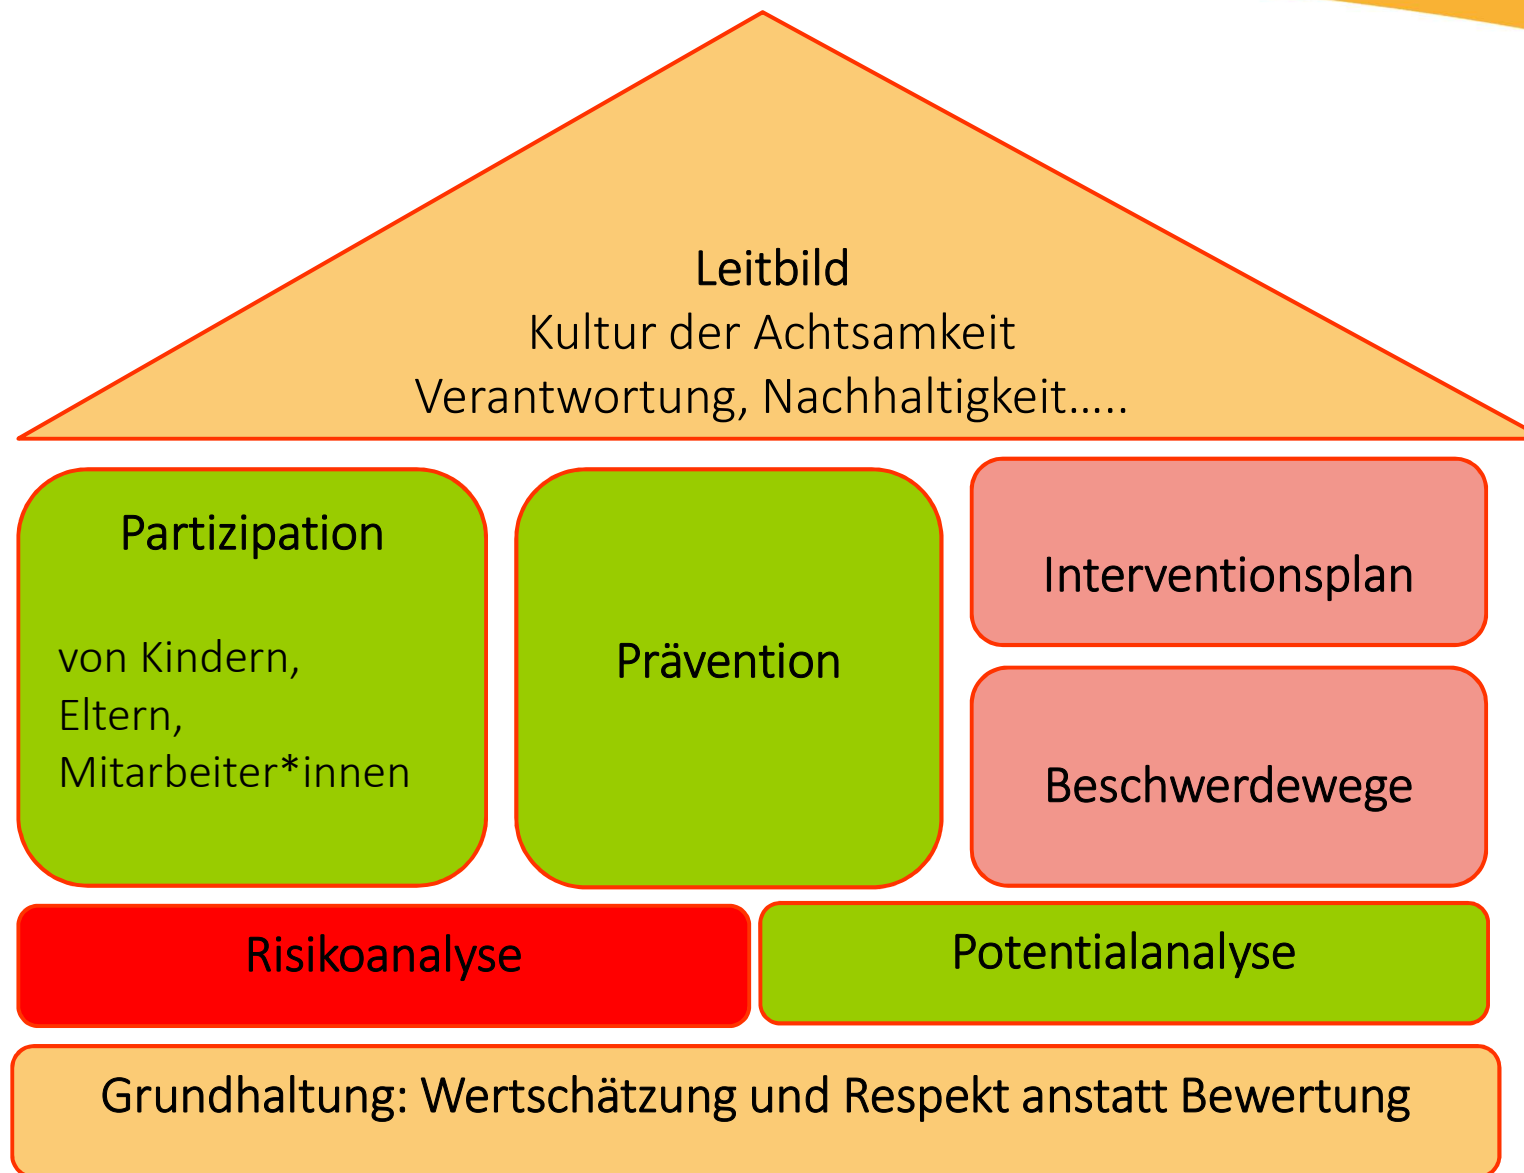 Leitbild
Kultur der Achtsamkeit
Verantwortung, Nachhaltigkeit.....
Partizipation
von Kindern,
Eltern,
Mitarbeiter*innen
Prävention
Interventionsplan
Beschwerdewege
Risikoanalyse
Potentialanalyse
Grundhaltung: Wertschätzung und Respekt anstatt Bewertung